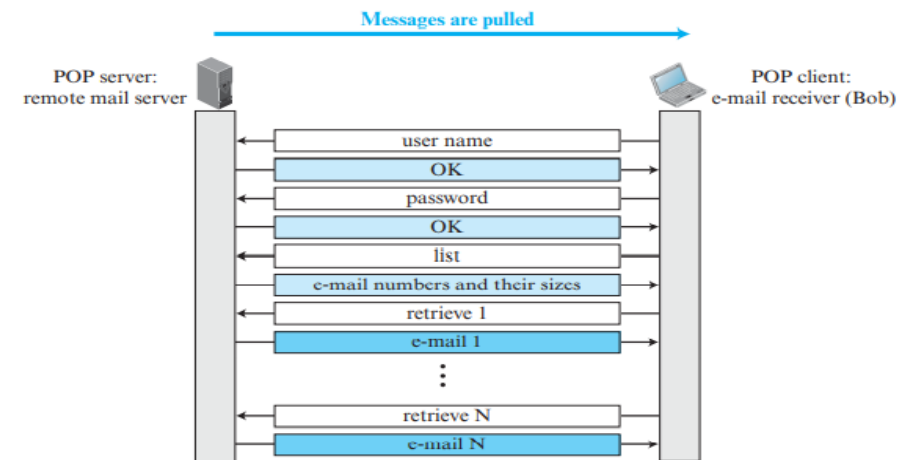 Messages are pulled
POP server:
remote mail server
POP client:
e-mail receiver (Bob)
user name
OK
password
OK
list
e-mail numbers and their sizes
retrieve 1
e-mail 1
retrieve N
e-mail N